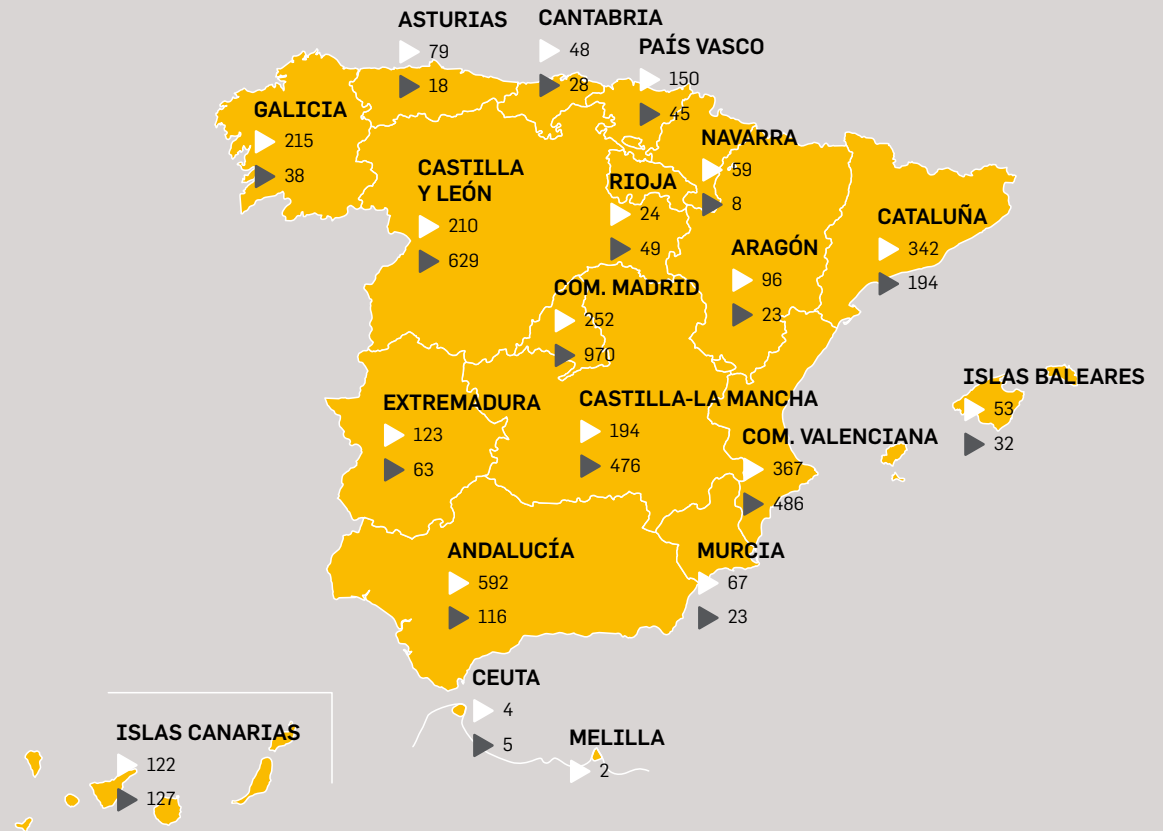 ASTURIAS
79
18
CANTABRIA
48
28
PAÍS VASCO
150
45
GALICIA
215
38
CASTILLA
Y LEÓN
210
629
RIOJA
24
49
NAVARRA
59
8
ARAGÓN
96
23
CATALUÑA
342
194
COM. MADRID
252
970
ISLAS BALEARES
53
32
EXTREMADURA
123
63
CASTILLA-LA MANCHA
194
476
COM. VALENCIANA
367
486
ANDALUCÍA
592
116
MURCIA
67
23
CEUTA
4
5
MELILLA
2
ISLAS CANARIAS
122
127